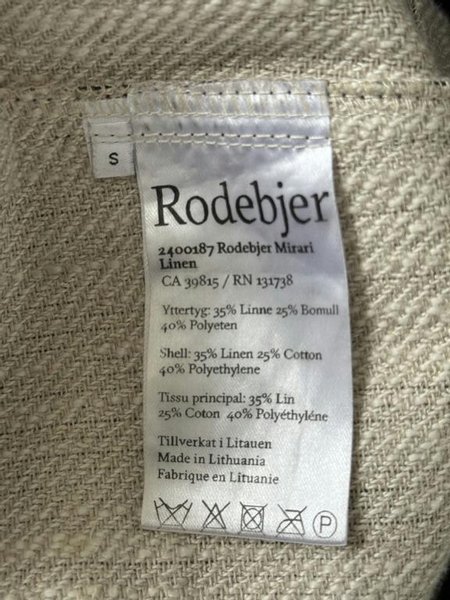 S
Rodebjer
2400187 Rodebjer Mirari
Linen
CA 39815 / RN 131738
Yttertyg: 35% Linne 25% Bomull
40% Polyeten
Shell: 35% Linen 25% Cotton
40% Polyethylene
Tissu principal: 35% Lin
25% Coton 40% Polyéthyléne
Tillverkat i Litauen
Made in Lithuania
Fabrique en Lituanie
P